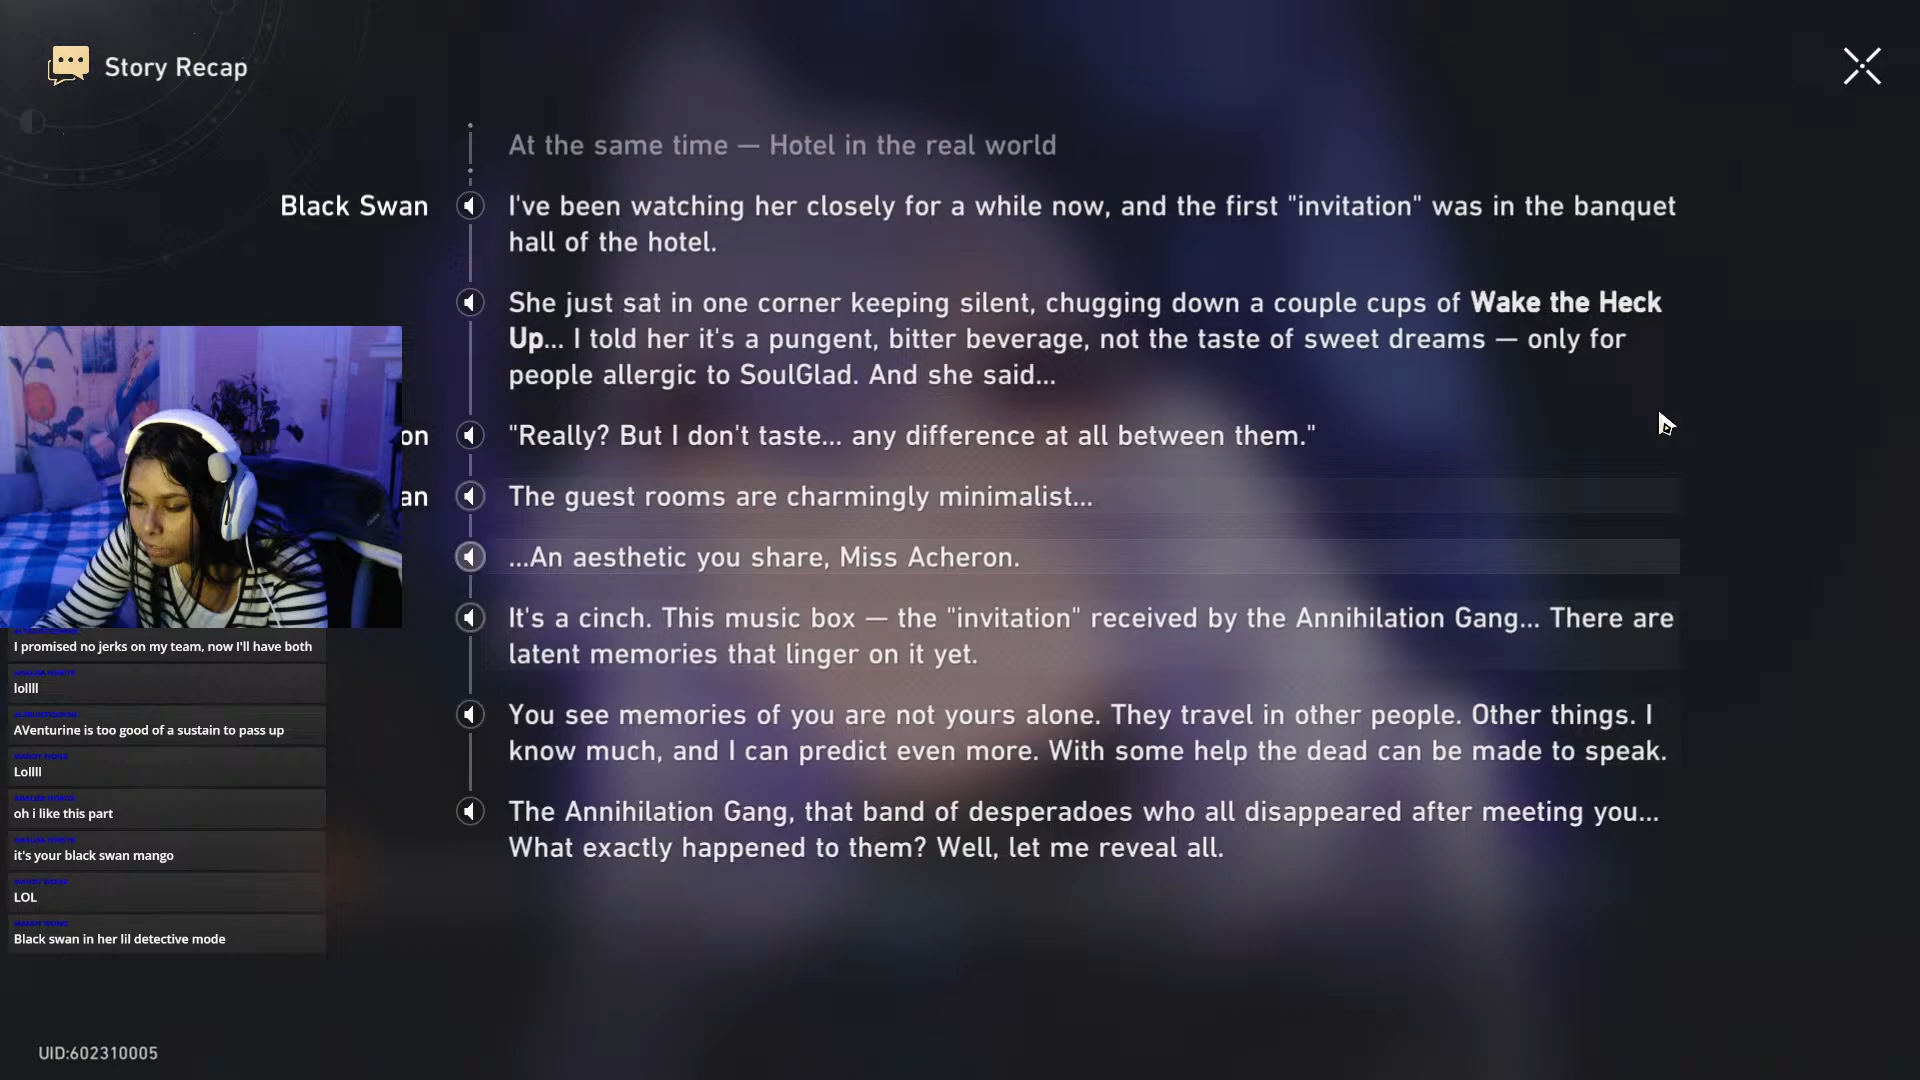 Story Recap
At the same time — Hotel in the real world
Black Swan
I've been watching her closely for a while now, and the first "invitation" was in the banquet
hall of the hotel.
She just sat in one corner keeping silent, chugging down a couple cups of Wake the Heck
Up... I told her it's a pungent, bitter beverage, not the taste of sweet dreams — only for
people allergic to SoulGlad. And she said...
on
"Really? But I don't taste... any difference at all between them."
an
The guest rooms are charmingly minimalist...
...An aesthetic you share, Miss Acheron.
It's a cinch. This music box — the "invitation" received by the Annihilation Gang... There are
latent memories that linger on it yet.
You see memories of you are not yours alone. They travel in other people. Other things. I
know much, and I can predict even more. With some help the dead can be made to speak.
The Annihilation Gang, that band of desperadoes who all disappeared after meeting you...
What exactly happened to them? Well, let me reveal all.
I promised no jerks on my team, now I'll have both
lollll
AVenturine is too good of a sustain to pass up
Lollll
oh i like this part
it's your black swan mango
LOL
Black swan in her lil detective mode
UID:602310005